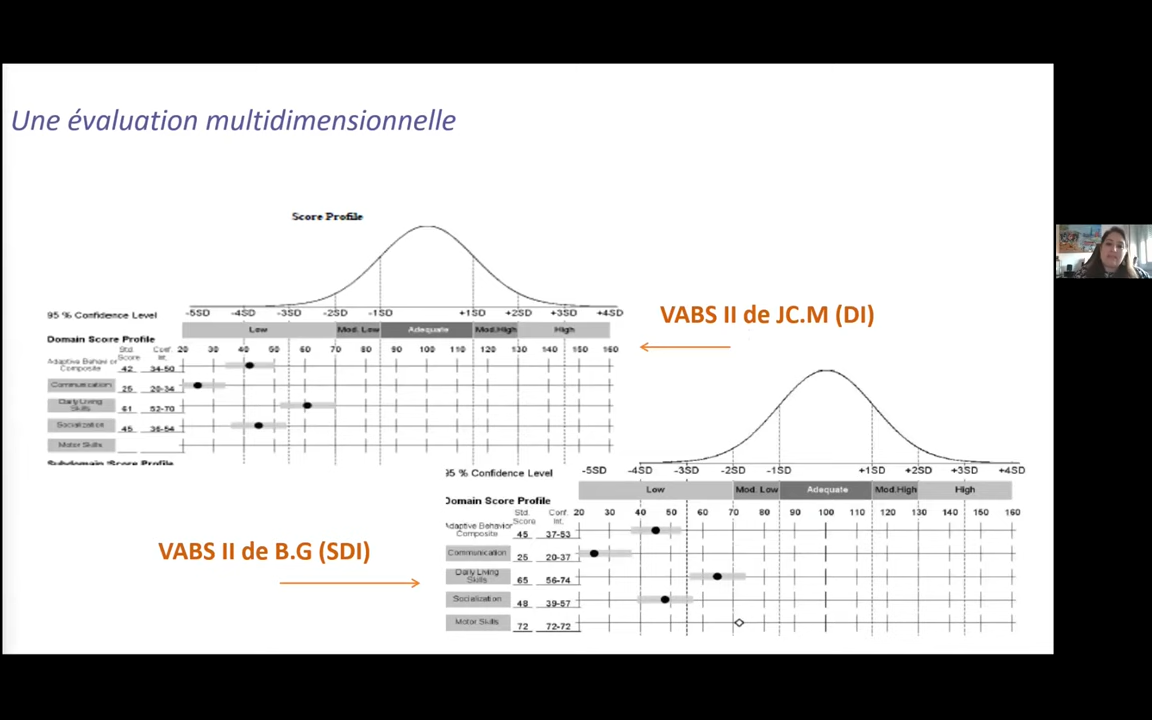 Une évaluation multidimensionnelle
Score Profile
95 % Confidence Level
-5SD -4SD -3SD -2SD -1SD +1SD +2SD +3SD +4SD
Low Mod. Low Adequate Mod.High High
Domain Score Profile
Std. Score Conf. Int. 20 30 40 50 60 70 80 90 100 110 120 130 140 150 160
Adaptive Behavior Composite 42 34-50
Communication 25 20-34
Daily Living Skills 61 52-70
Socialization 45 36-54
Motor Skills
Subdomain Score Profile
VABS II de JC.M (DI)
VABS II de B.G (SDI)
95 % Confidence Level
-5SD -4SD -3SD -2SD -1SD +1SD +2SD +3SD +4SD
Low Mod. Low Adequate Mod.High High
Domain Score Profile
Std. Score Conf. Int. 20 30 40 50 60 70 80 90 100 110 120 130 140 150 160
Adaptive Behavior Composite 45 37-53
Communication 25 20-37
Daily Living Skills 65 56-74
Socialization 48 39-57
Motor Skills 72 72-72